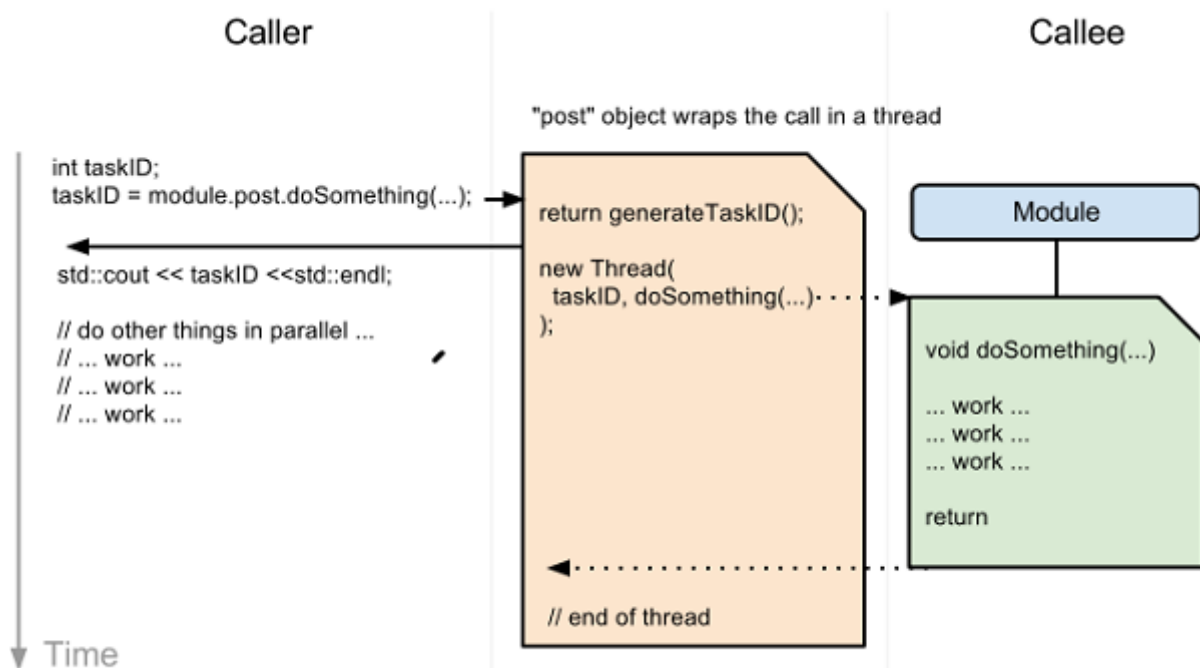 Caller
Callee
"post" object wraps the call in a thread
int taskID;
taskID = module.post.doSomething(...);
return generateTaskID();
Module
std::cout << taskID <<std::endl;
new Thread(
taskID, doSomething(...)
);
// do other things in parallel ...
// ... work ...
// ... work ...
// ... work ...
void doSomething(...)
... work ...
... work ...
... work ...
return
// end of thread
Time